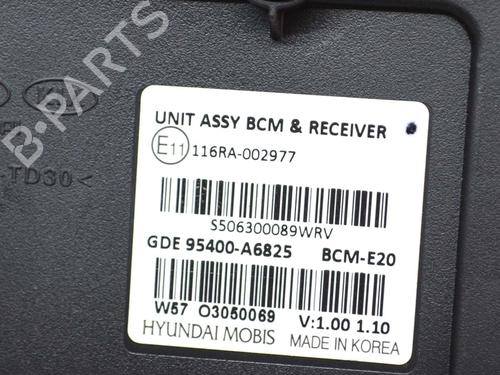 B-PARTS
-TD30<
UNIT ASSY BCM & RECEIVER
E11 116RA-002977
S506300089WRV
GDE 95400-A6825 BCM-E20
W57 O3050069 V:1.00 1.10
HYUNDAI MOBIS MADE IN KOREA